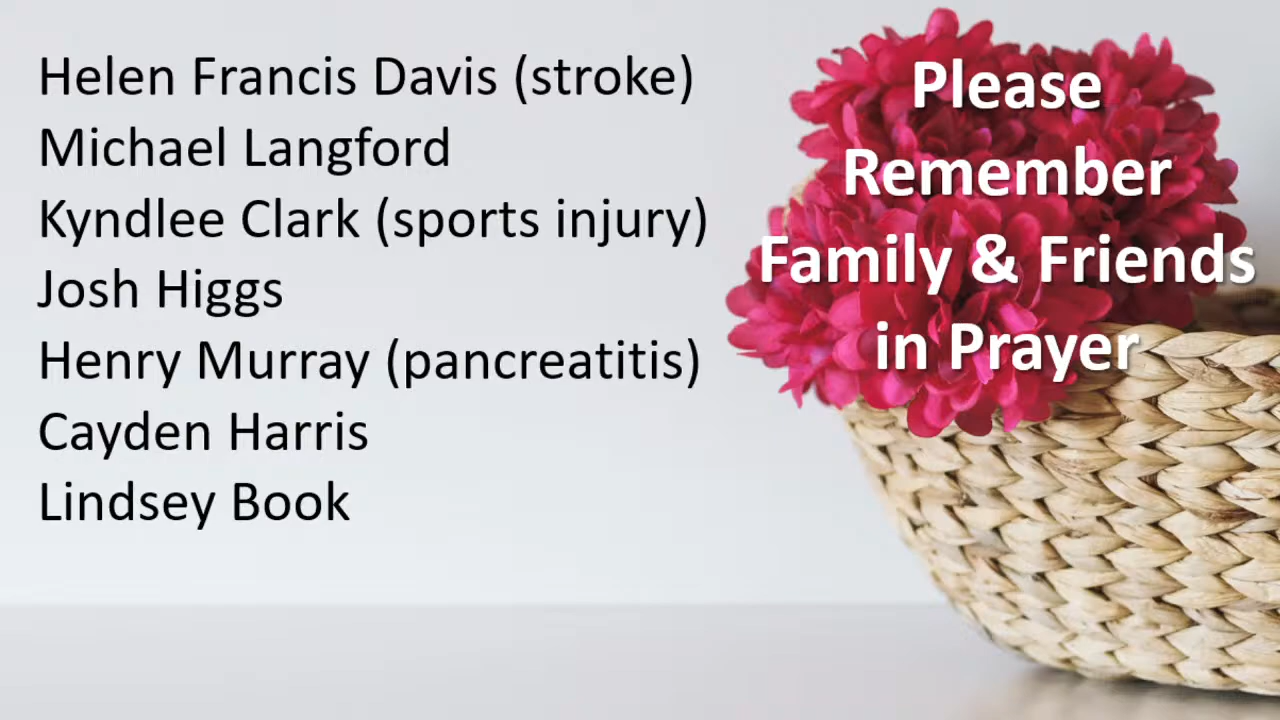 Helen Francis Davis (stroke)
Michael Langford
Kyndlee Clark (sports injury)
Josh Higgs
Henry Murray (pancreatitis)
Cayden Harris
Lindsey Book
Please
Remember
Family & Friends
in Prayer